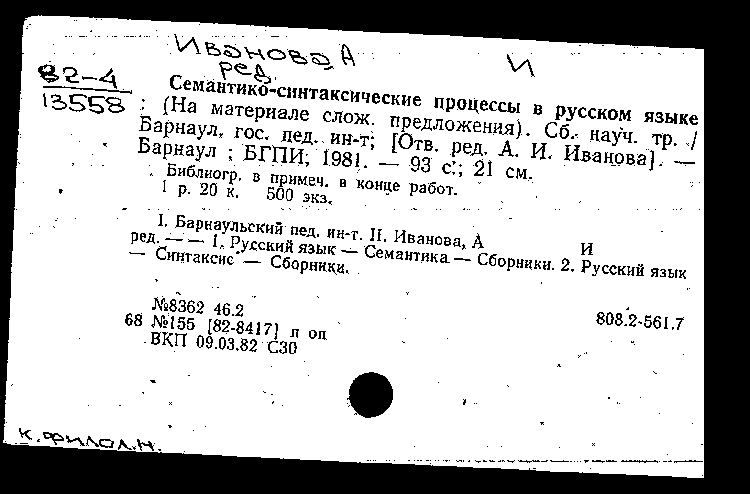 Иванова А И
ред.
82-4
13558
Семантико-синтаксические процессы в русском языке
: (На материале слож. предложения). Сб. науч. тр. /
Барнаул. гос. пед. ин-т; [Отв. ред. А. И. Иванова]. —
Барнаул : БГПИ, 1981. — 93 с.; 21 см.
Библиогр. в примеч. в конце работ.
1 р. 20 к. 500 экз.
I. Барнаульский пед. ин-т. II. Иванова, А И
ред. — — 1. Русский язык — Семантика — Сборники. 2. Русский язык
— Синтаксис — Сборники.
№8362 46.2
808.2-561.7
68 №155 [82-8417] п оп
ВКП 09.03.82 С30
к.филол.н.